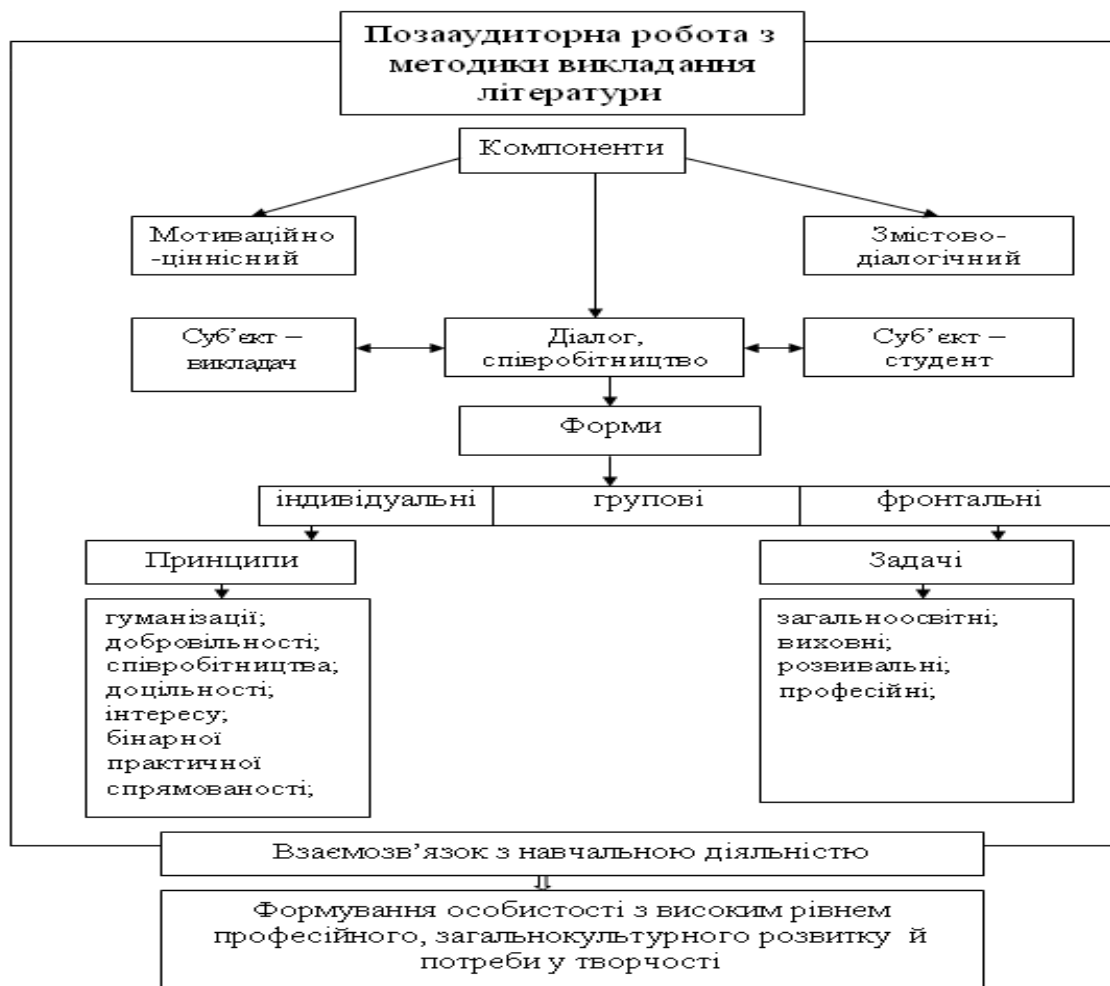 Позааудиторна робота з
методики викладання
літератури
Компоненти
Мотиваційно
-ціннісний
Змістово-
діалогічний
Суб’єкт –
викладач
Діалог,
співробітництво
Суб’єкт –
студент
Форми
індивідуальні
групові
фронтальні
Принципи
Задачі
гуманізації;
добровільності;
співробітництва;
доцільності;
інтересу;
бінарної
практичної
спрямованості;
загальноосвітні;
виховні;
розвивальні;
професійні;
Взаємозв’язок з навчальною діяльністю
Формування особистості з високим рівнем
професійного, загальнокультурного розвитку й
потреби у творчості